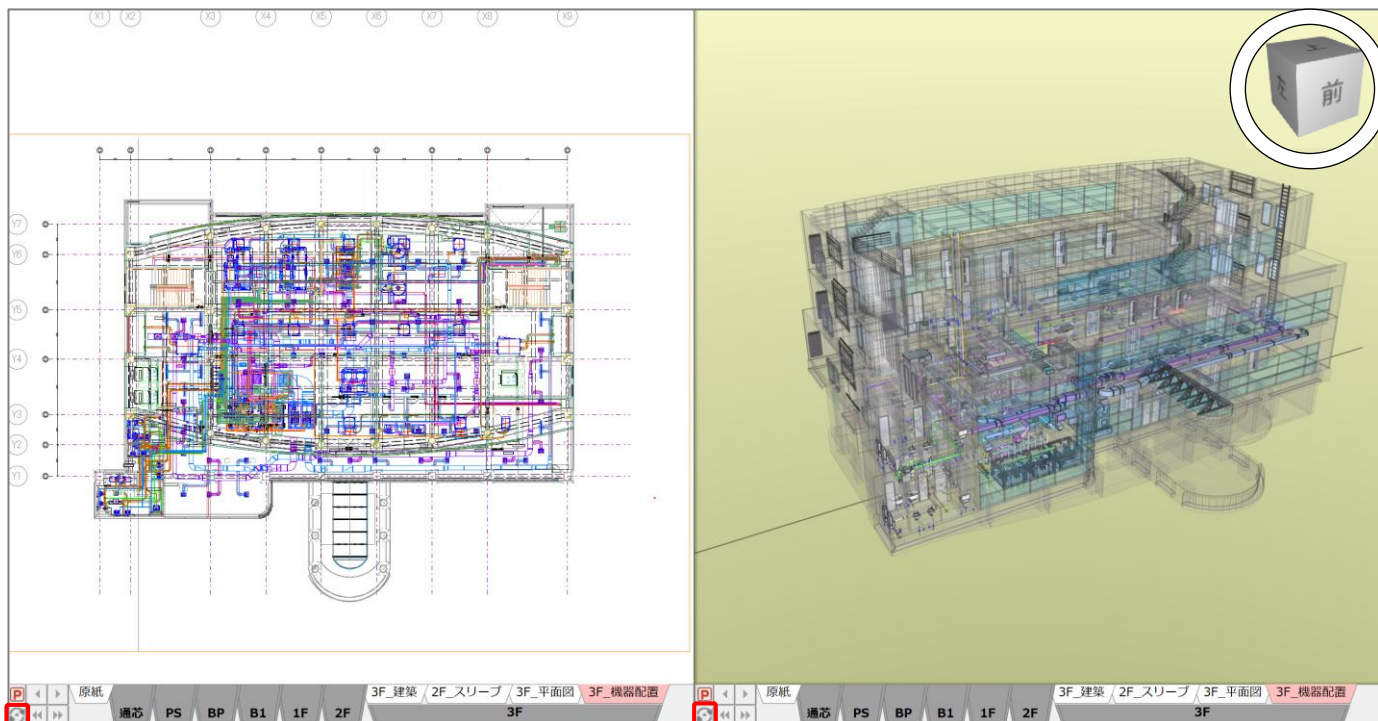 X1 X2 X3 X4 X5 X6 X7 X8 X9
Y7
Y6
Y5
Y4
Y3
Y2
Y1
上
左 前
P 原紙 3F_建築 2F_スリーブ 3F_平面図 3F_機器配置
通芯 PS BP B1 1F 2F 3F
P 原紙 3F_建築 2F_スリーブ 3F_平面図 3F_機器配置
通芯 PS BP B1 1F 2F 3F